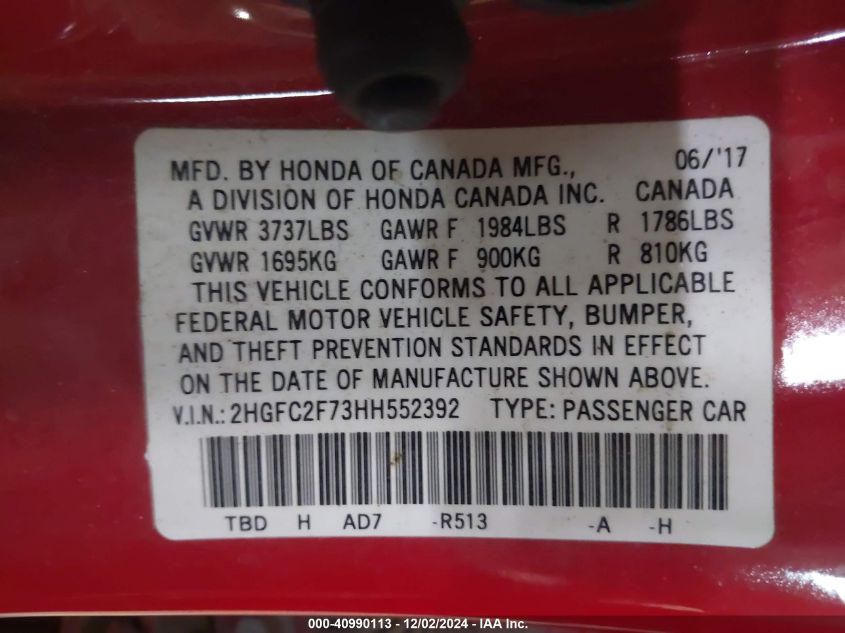 MFD. BY HONDA OF CANADA MFG., 06/'17
A DIVISION OF HONDA CANADA INC. CANADA
GVWR 3737LBS GAWR F 1984LBS R 1786LBS
GVWR 1695KG GAWR F 900KG R 810KG
THIS VEHICLE CONFORMS TO ALL APPLICABLE
FEDERAL MOTOR VEHICLE SAFETY, BUMPER,
AND THEFT PREVENTION STANDARDS IN EFFECT
ON THE DATE OF MANUFACTURE SHOWN ABOVE.
V.I.N.: 2HGFC2F73HH552392 TYPE: PASSENGER CAR
TBD H AD7 -R513 -A -H
000-40990113 - 12/02/2024 - IAA Inc.